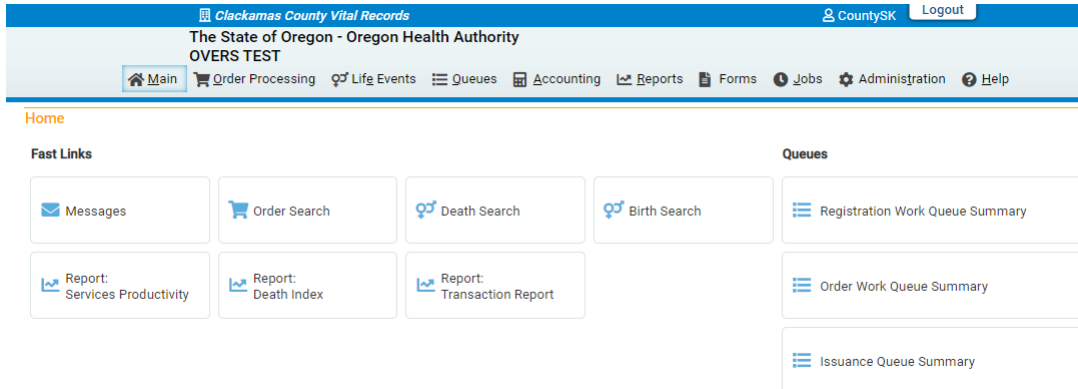 Clackamas County Vital Records
CountySK
Logout
The State of Oregon - Oregon Health Authority
OVERS TEST
Main Order Processing Life Events Queues Accounting Reports Forms Jobs Administration Help
Home
Fast Links
Messages
Order Search
Death Search
Birth Search
Report:
Services Productivity
Report:
Death Index
Report:
Transaction Report
Queues
Registration Work Queue Summary
Order Work Queue Summary
Issuance Queue Summary